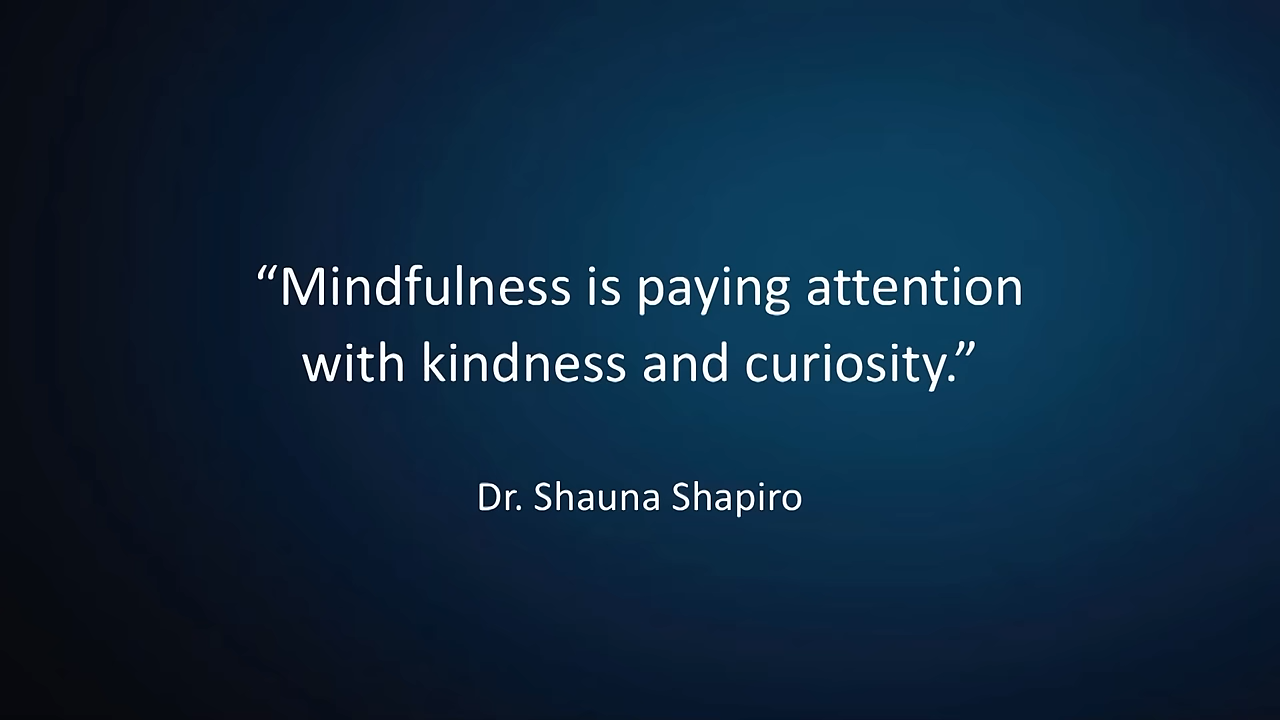 “Mindfulness is paying attention
with kindness and curiosity.”
Dr. Shauna Shapiro